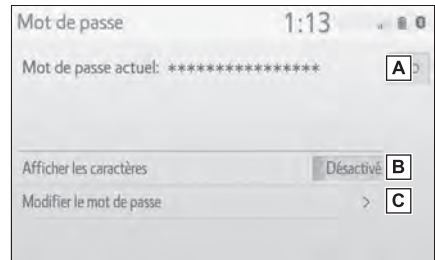 Mot de passe 1:13
Mot de passe actuel: **************** A
Afficher les caractères Désactivé B
Modifier le mot de passe > C